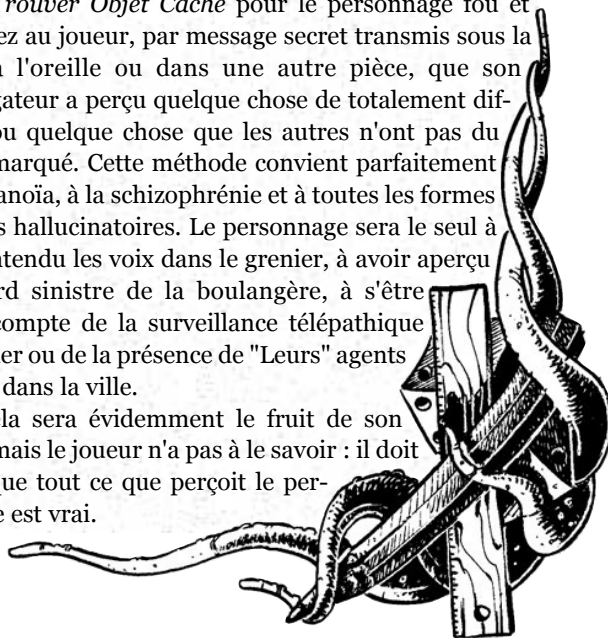 rouver Objet Caché pour le personnage fou et
ez au joueur, par message secret transmis sous la
à l'oreille ou dans une autre pièce, que son
gateur a perçu quelque chose de totalement dif-
ou quelque chose que les autres n'ont pas du
marqué. Cette méthode convient parfaitement
anoïa, à la schizophrénie et à toutes les formes
s hallucinatoires. Le personnage sera le seul à
ntendu les voix dans le grenier, à avoir aperçu
rd sinistre de la boulangère, à s'être
compte de la surveillance télépathique
ier ou de la présence de "Leurs" agents
dans la ville.
ela sera évidemment le fruit de son
mais le joueur n'a pas à le savoir : il doit
que tout ce que perçoit le per-
e est vrai.